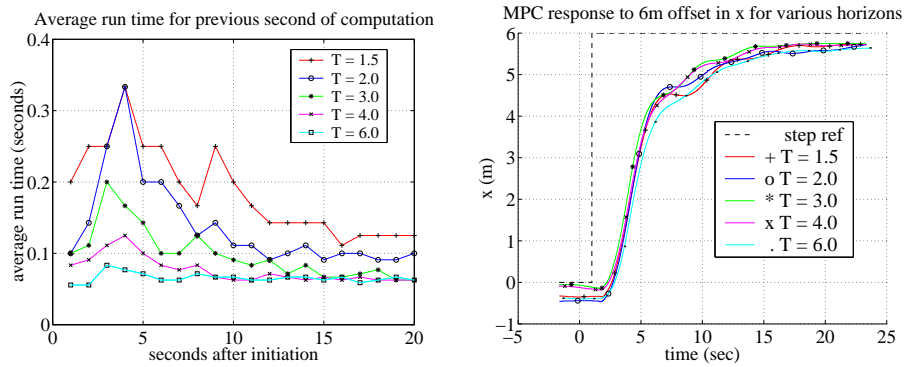 Average run time for previous second of computation
0.4
0.3
0.2
0.1
0
average run time (seconds)
T = 1.5
T = 2.0
T = 3.0
T = 4.0
T = 6.0
0 5 10 15 20
seconds after initiation
MPC response to 6m offset in x for various horizons
6
5
4
3
2
1
0
−1
x (m)
step ref
+ T = 1.5
o T = 2.0
* T = 3.0
x T = 4.0
. T = 6.0
−5 0 5 10 15 20 25
time (sec)